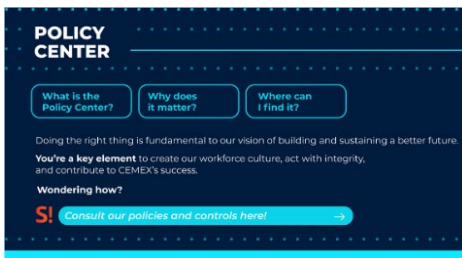 POLICY
CENTER
What is the
Policy Center?
Why does
it matter?
Where can
I find it?
Doing the right thing is fundamental to our vision of building and sustaining a better future.
You're a key element to create our workforce culture, act with integrity,
and contribute to CEMEX's success.
Wondering how?
S! Consult our policies and controls here! →